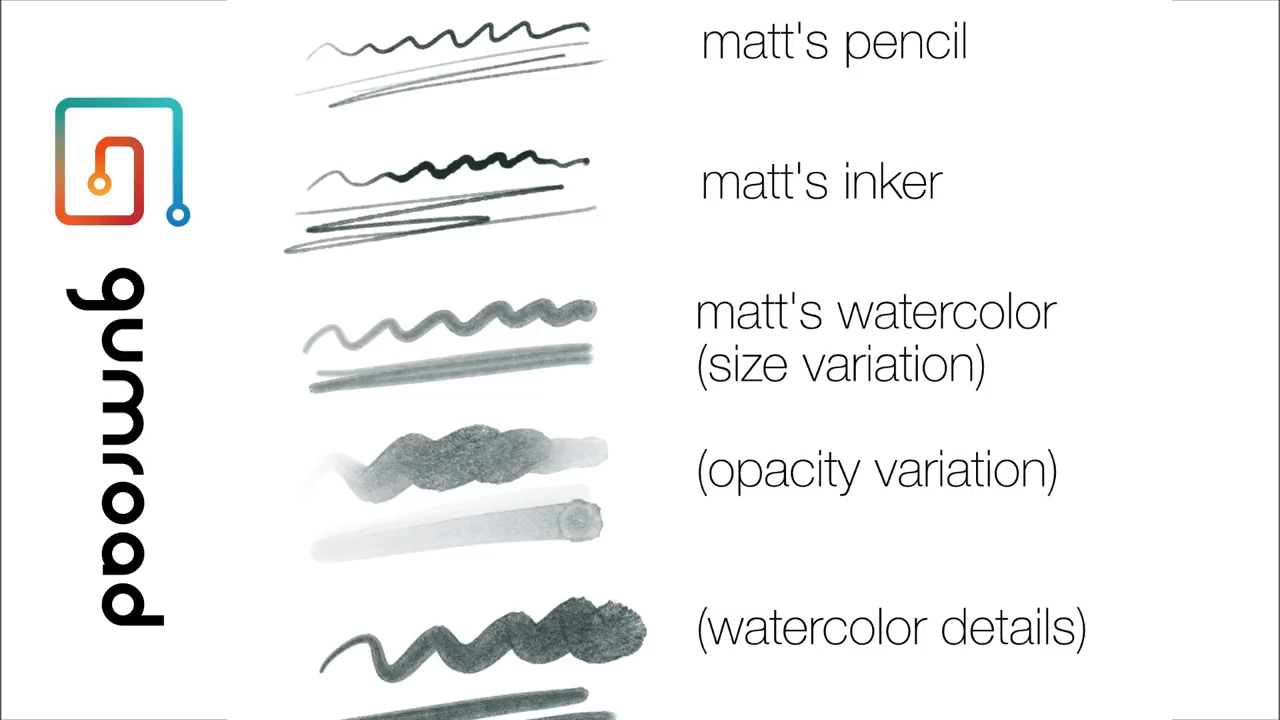 gumroad
matt's pencil
matt's inker
matt's watercolor
(size variation)
(opacity variation)
(watercolor details)